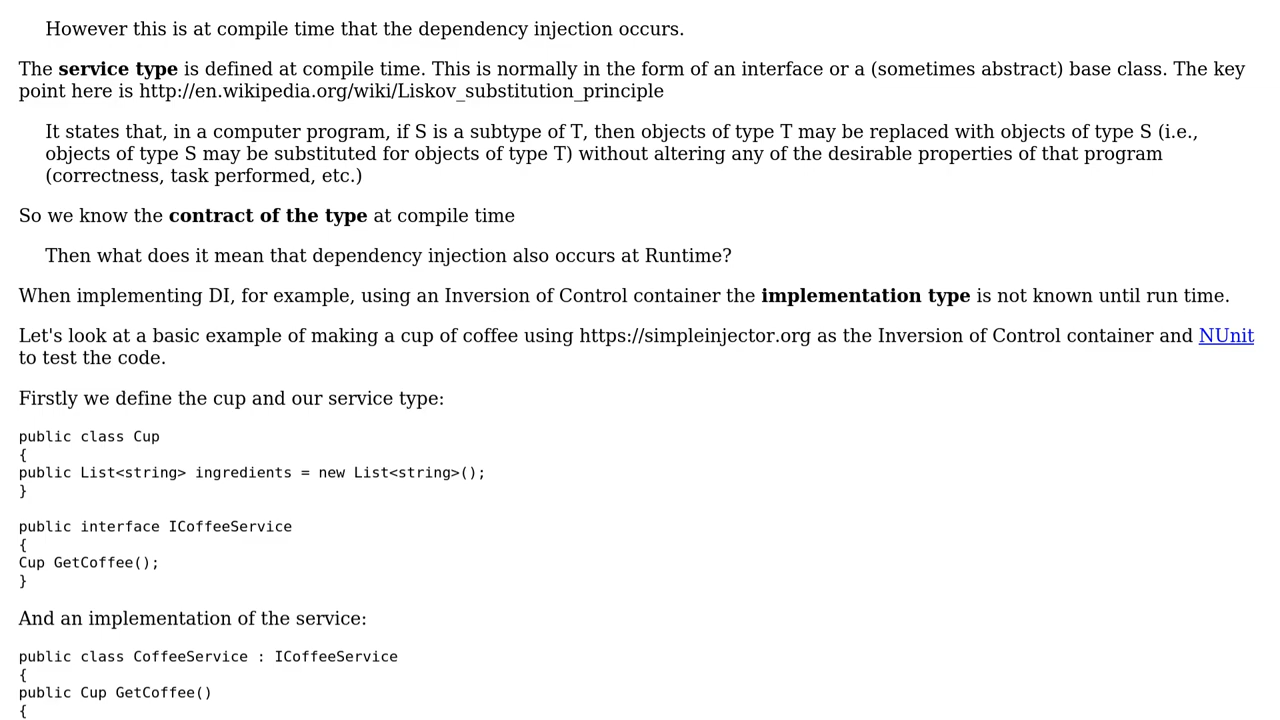 However this is at compile time that the dependency injection occurs.
The service type is defined at compile time. This is normally in the form of an interface or a (sometimes abstract) base class. The key
point here is http://en.wikipedia.org/wiki/Liskov_substitution_principle
It states that, in a computer program, if S is a subtype of T, then objects of type T may be replaced with objects of type S (i.e.,
objects of type S may be substituted for objects of type T) without altering any of the desirable properties of that program
(correctness, task performed, etc.)
So we know the contract of the type at compile time
Then what does it mean that dependency injection also occurs at Runtime?
When implementing DI, for example, using an Inversion of Control container the implementation type is not known until run time.
Let's look at a basic example of making a cup of coffee using https://simpleinjector.org as the Inversion of Control container and NUnit
to test the code.
Firstly we define the cup and our service type:
public class Cup
{
public List<string> ingredients = new List<string>();
}
public interface ICoffeeService
{
Cup GetCoffee();
}
And an implementation of the service:
public class CoffeeService : ICoffeeService
{
public Cup GetCoffee()
{